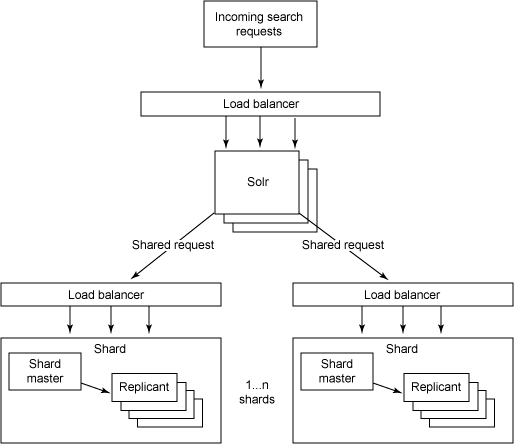 Incoming search
requests
Load balancer
Solr
Shared request
Shared request
Load balancer
Load balancer
Shard
Shard
master
Replicant
1...n
shards
Shard
Shard
master
Replicant